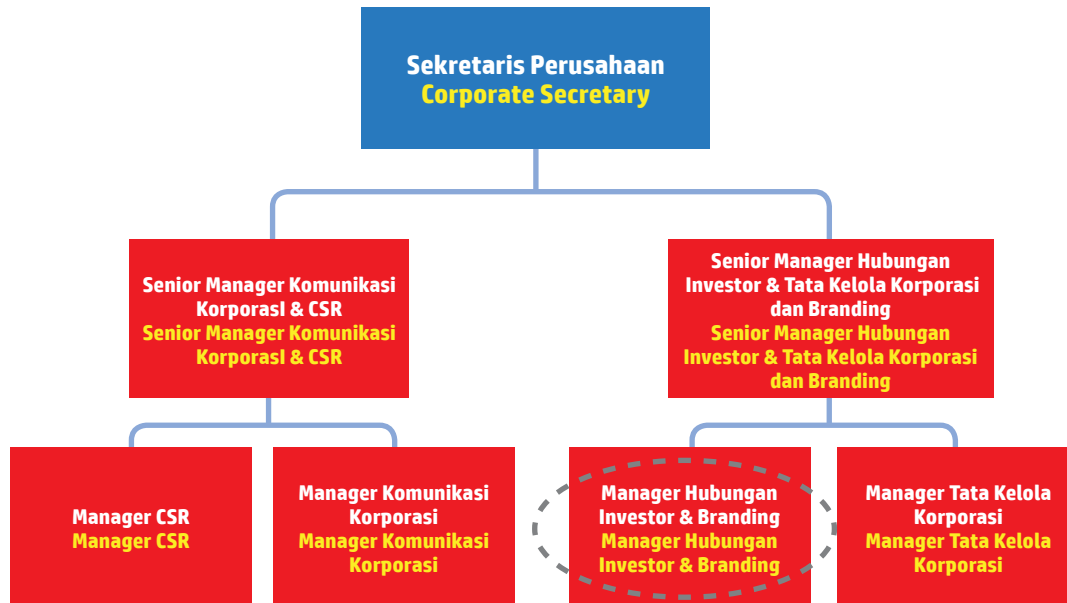 Sekretaris Perusahaan
Corporate Secretary
Senior Manager Komunikasi
KorporasI & CSR
Senior Manager Komunikasi
KorporasI & CSR
Senior Manager Hubungan
Investor & Tata Kelola Korporasi
dan Branding
Senior Manager Hubungan
Investor & Tata Kelola Korporasi
dan Branding
Manager CSR
Manager CSR
Manager Komunikasi
Korporasi
Manager Komunikasi
Korporasi
Manager Hubungan
Investor & Branding
Manager Hubungan
Investor & Branding
Manager Tata Kelola
Korporasi
Manager Tata Kelola
Korporasi